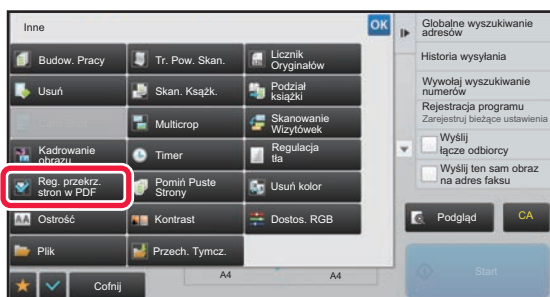 Inne
OK
Budow. Pracy
Tr. Pow. Skan.
Licznik
Oryginałów
Usuń
Skan. Książk.
Podział
książki
Multicrop
Skanowanie
Wizytówek
Kadrowanie
obrazu
Timer
Regulacja
tła
Reg. przekrz.
stron w PDF
Pomiń Puste
Strony
Usuń kolor
AA Ostrość
Kontrast
Dostos. RGB
Plik
Przech. Tymcz.
Cofnij
A4
A4
Globalne wyszukiwanie
adresów
Historia wysyłania
Wywołaj wyszukiwanie
numerów
Rejestracja programu
Zarejestruj bieżące ustawienia
Wyślij
łącze odbiorcy
Wyślij ten sam obraz
na adres faksu
Podgląd
CA
Start